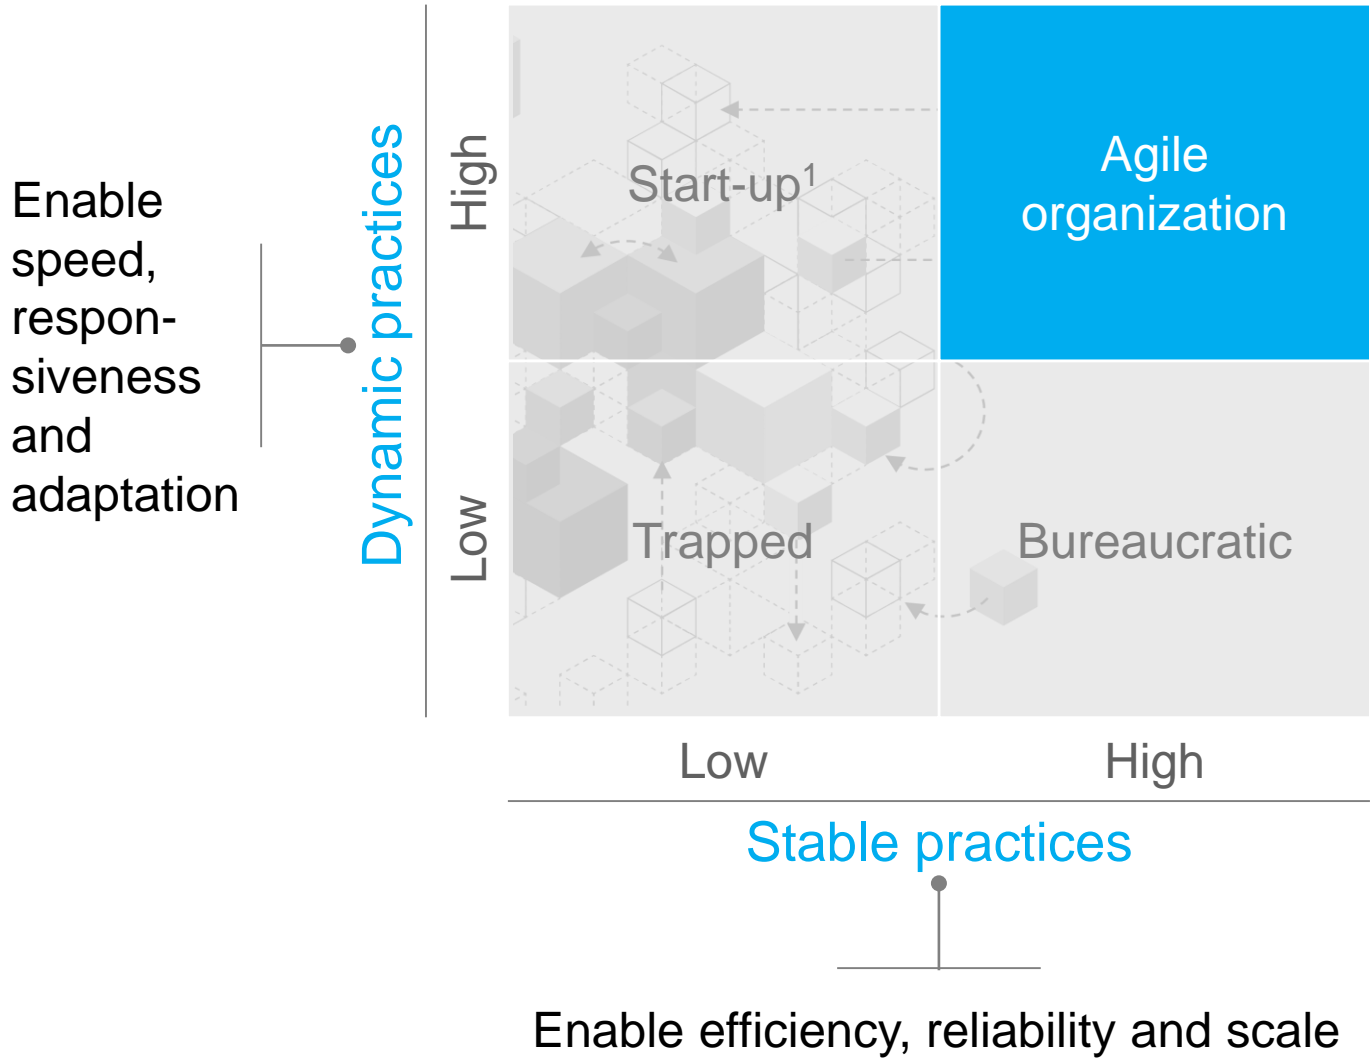 Enable
speed,
respon-
siveness
and
adaptation
Dynamic practices
High
Low
Start-up¹
Agile
organization
Trapped
Bureaucratic
Low
High
Stable practices
Enable efficiency, reliability and scale